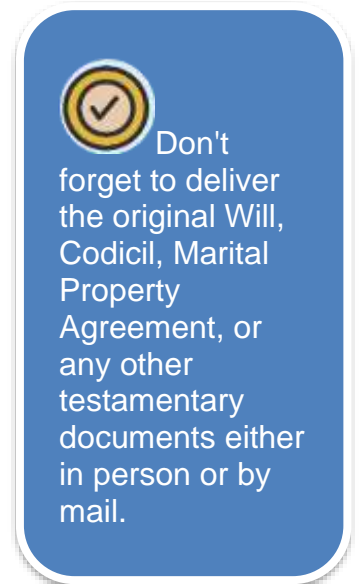 Don't
forget to deliver
the original Will,
Codicil, Marital
Property
Agreement, or
any other
testamentary
documents either
in person or by
mail.